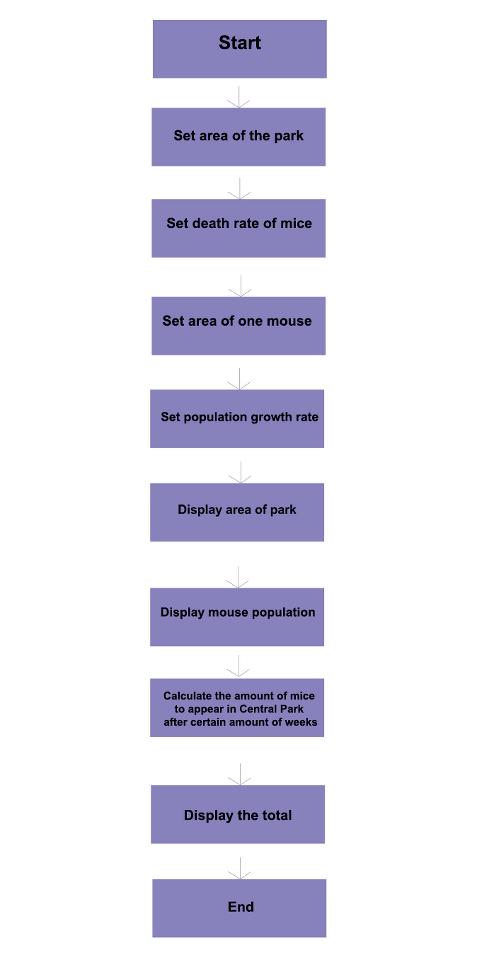 Start
Set area of the park
Set death rate of mice
Set area of one mouse
Set population growth rate
Display area of park
Display mouse population
Calculate the amount of mice
to appear in Central Park
after certain amount of weeks
Display the total
End